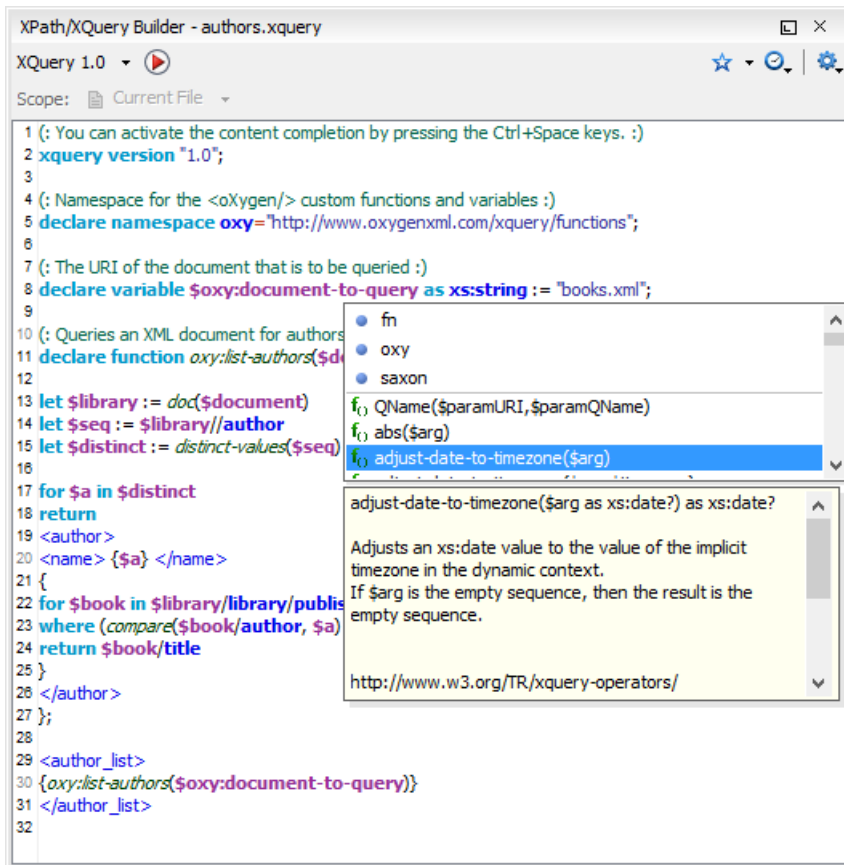 XPath/XQuery Builder - authors.xquery
XQuery 1.0
Scope: Current File
1 (: You can activate the content completion by pressing the Ctrl+Space keys. :)
2 xquery version "1.0";
3
4 (: Namespace for the <oXygen/> custom functions and variables :)
5 declare namespace oxy="http://www.oxygenxml.com/xquery/functions";
6
7 (: The URI of the document that is to be queried :)
8 declare variable $oxy:document-to-query as xs:string := "books.xml";
9
10 (: Queries an XML document for authors
11 declare function oxy:list-authors($do
12
13 let $library := doc($document)
14 let $seq := $library//author
15 let $distinct := distinct-values($seq)
16
17 for $a in $distinct
18 return
19 <author>
20 <name> {$a} </name>
21 {
22 for $book in $library/library/publis
23 where (compare($book/author, $a)
24 return $book/title
25 }
26 </author>
27 };
28
29 <author_list>
30 {oxy:list-authors($oxy:document-to-query)}
31 </author_list>
32
fn
oxy
saxon
f() QName($paramURI,$paramQName)
f() abs($arg)
f() adjust-date-to-timezone($arg)
adjust-date-to-timezone($arg as xs:date?) as xs:date?
Adjusts an xs:date value to the value of the implicit
timezone in the dynamic context.
If $arg is the empty sequence, then the result is the
empty sequence.
http://www.w3.org/TR/xquery-operators/